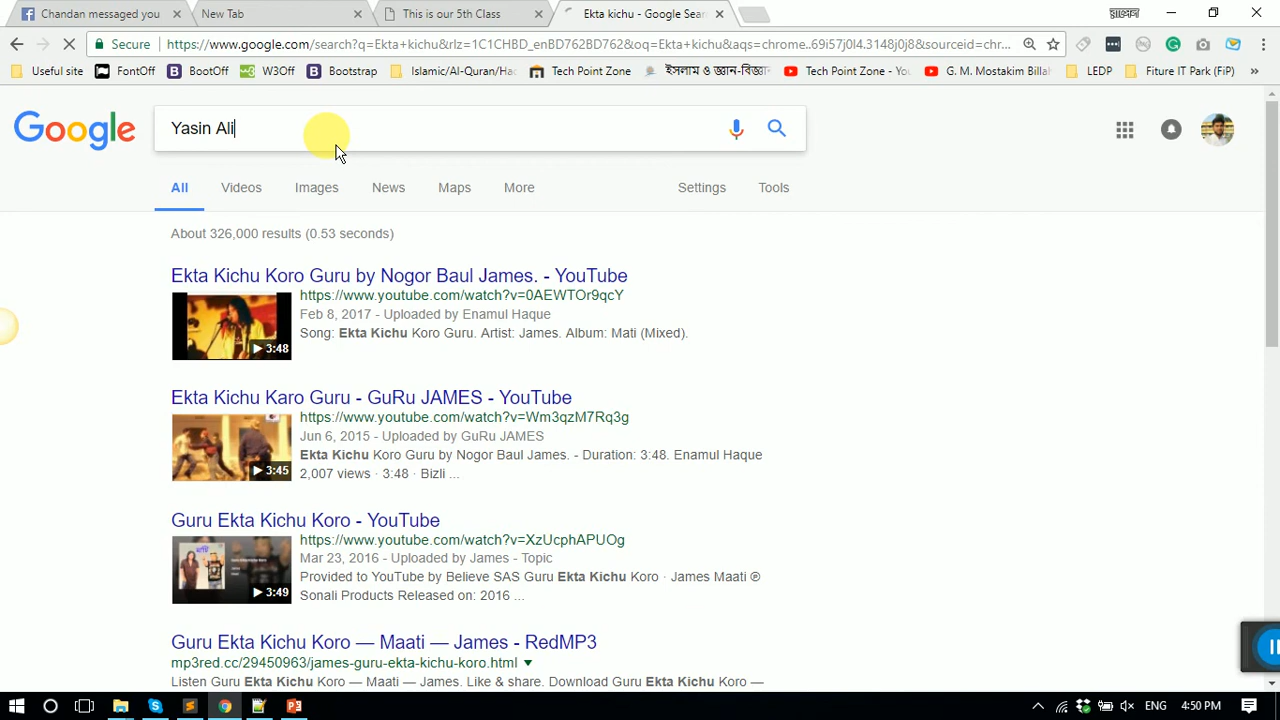 Chandan messaged you
New Tab
This is our 5th Class
Ekta kichu - Google Sear
Secure
https://www.google.com/search?q=Ekta+kichu&rlz=1C1CHBD_enBD762BD762&oq=Ekta+kichu&aqs=chrome..69i57j0l4.3148j0j8&sourceid=chr...
Useful site
FontOff
BootOff
W3Off
Bootstrap
Islamic/Al-Quran/Ha
Tech Point Zone
ইসলাম ও জ্ঞান-বিজ্ঞা
Tech Point Zone - Yo
G. M. Mostakim Billa
LEDP
Fiture IT Park (FiP)
»
Google
Yasin Ali
All
Videos
Images
News
Maps
More
Settings
Tools
About 326,000 results (0.53 seconds)
Ekta Kichu Koro Guru by Nogor Baul James. - YouTube
https://www.youtube.com/watch?v=0AEWTOr9qcY
Feb 8, 2017 - Uploaded by Enamul Haque
Song: Ekta Kichu Koro Guru. Artist: James. Album: Mati (Mixed).
3:48
Ekta Kichu Karo Guru - GuRu JAMES - YouTube
https://www.youtube.com/watch?v=Wm3qzM7Rq3g
Jun 6, 2015 - Uploaded by GuRu JAMES
Ekta Kichu Koro Guru by Nogor Baul James. - Duration: 3:48. Enamul Haque
2,007 views · 3:48 · Bizli ...
3:45
Guru Ekta Kichu Koro - YouTube
https://www.youtube.com/watch?v=XzUcphAPUOg
Mar 23, 2016 - Uploaded by James - Topic
Provided to YouTube by Believe SAS Guru Ekta Kichu Koro · James Maati ®
Sonali Products Released on: 2016 ...
3:49
Guru Ekta Kichu Koro — Maati — James - RedMP3
mp3red.cc/29450963/james-guru-ekta-kichu-koro.html
Listen Guru Ekta Kichu Koro — Maati — James. Like & share. Download Guru Ekta Kichu Koro —
ENG
4:50 PM